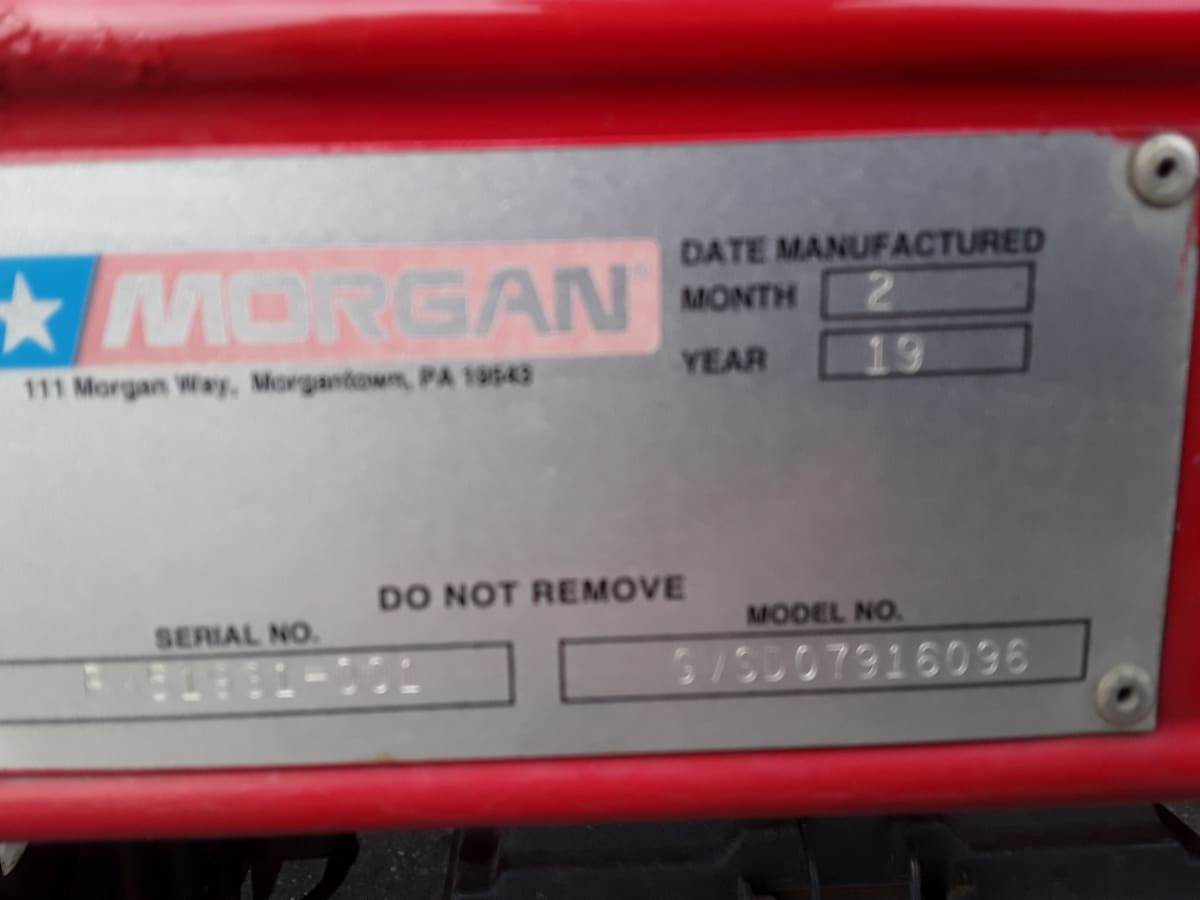 MORGAN
111 Morgan Way, Morgantown, PA 19543
DATE MANUFACTURED
MONTH 2
YEAR 19
DO NOT REMOVE
SERIAL NO.
MODEL NO.